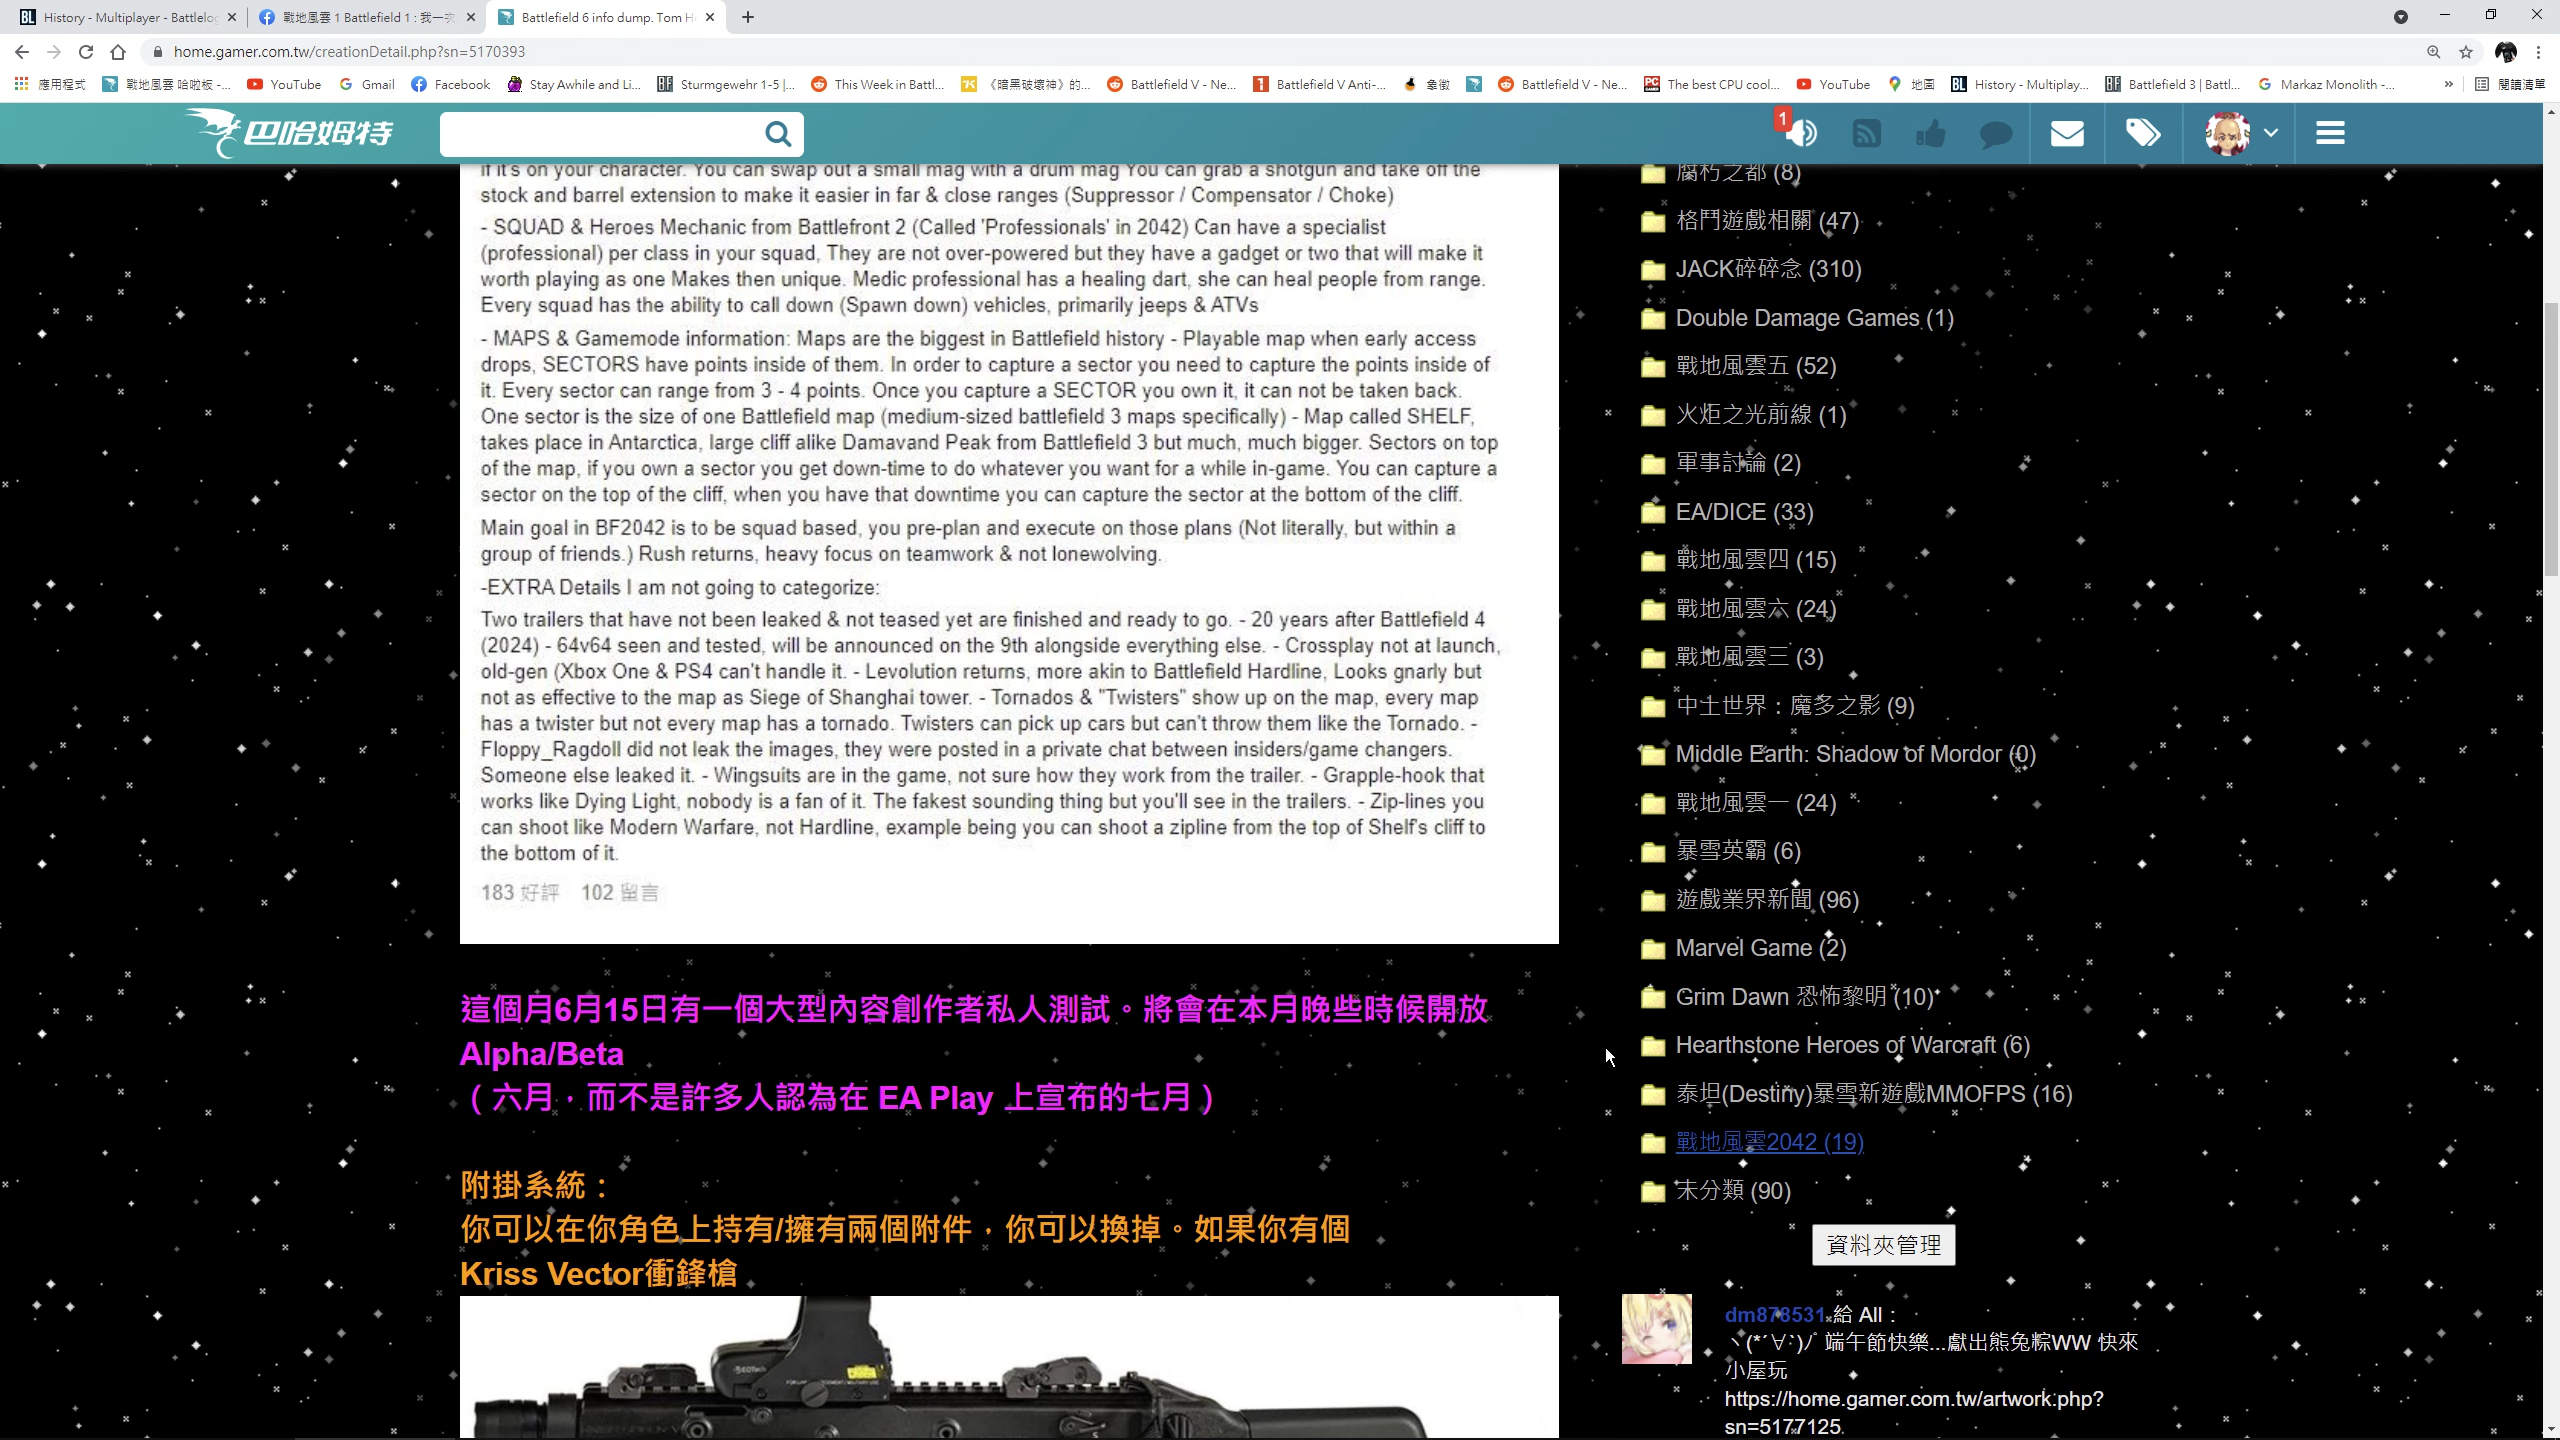 History - Multiplayer - Battlelog
戰地風雲 1 Battlefield 1 : 我一次
Battlefield 6 info dump. Tom H
home.gamer.com.tw/creationDetail.php?sn=5170393
應用程式
戰地風雲 哈啦板 -...
YouTube
Gmail
Facebook
Stay Awhile and Li...
Sturmgewehr 1-5 |...
This Week in Battl...
《暗黑破壞神》的...
Battlefield V - Ne...
Battlefield V Anti-...
象徵
Battlefield V - Ne...
The best CPU cool...
YouTube
地圖
History - Multiplay...
Battlefield 3 | Battl...
Markaz Monolith -...
»
閱讀清單
巴哈姆特
1
if it's on your character. You can swap out a small mag with a drum mag You can grab a shotgun and take off the
stock and barrel extension to make it easier in far & close ranges (Suppressor / Compensator / Choke)
- SQUAD & Heroes Mechanic from Battlefront 2 (Called 'Professionals' in 2042) Can have a specialist
(professional) per class in your squad, They are not over-powered but they have a gadget or two that will make it
worth playing as one Makes then unique. Medic professional has a healing dart, she can heal people from range.
Every squad has the ability to call down (Spawn down) vehicles, primarily jeeps & ATVs
- MAPS & Gamemode information: Maps are the biggest in Battlefield history - Playable map when early access
drops, SECTORS have points inside of them. In order to capture a sector you need to capture the points inside of
it. Every sector can range from 3 - 4 points. Once you capture a SECTOR you own it, it can not be taken back.
One sector is the size of one Battlefield map (medium-sized battlefield 3 maps specifically) - Map called SHELF,
takes place in Antarctica, large cliff alike Damavand Peak from Battlefield 3 but much, much bigger. Sectors on top
of the map, if you own a sector you get down-time to do whatever you want for a while in-game. You can capture a
sector on the top of the cliff, when you have that downtime you can capture the sector at the bottom of the cliff.
Main goal in BF2042 is to be squad based, you pre-plan and execute on those plans (Not literally, but within a
group of friends.) Rush returns, heavy focus on teamwork & not lonewolving.
-EXTRA Details I am not going to categorize:
Two trailers that have not been leaked & not teased yet are finished and ready to go. - 20 years after Battlefield 4
(2024) - 64v64 seen and tested, will be announced on the 9th alongside everything else. - Crossplay not at launch,
old-gen (Xbox One & PS4 can't handle it. - Levolution returns, more akin to Battlefield Hardline, Looks gnarly but
not as effective to the map as Siege of Shanghai tower. - Tornados & "Twisters" show up on the map, every map
has a twister but not every map has a tornado. Twisters can pick up cars but can't throw them like the Tornado. -
Floppy_Ragdoll did not leak the images, they were posted in a private chat between insiders/game changers.
Someone else leaked it. - Wingsuits are in the game, not sure how they work from the trailer. - Grapple-hook that
works like Dying Light, nobody is a fan of it. The fakest sounding thing but you'll see in the trailers. - Zip-lines you
can shoot like Modern Warfare, not Hardline, example being you can shoot a zipline from the top of Shelf's cliff to
the bottom of it.
183 好評 102 留言
這個月6月15日有一個大型內容創作者私人測試。將會在本月晚些時候開放
Alpha/Beta
（六月，而不是許多人認為在 EA Play 上宣布的七月）
附掛系統：
你可以在你角色上持有/擁有兩個附件，你可以換掉。如果你有個
Kriss Vector衝鋒槍
腐朽之都 (8)
格鬥遊戲相關 (47)
JACK碎碎念 (310)
Double Damage Games (1)
戰地風雲五 (52)
火炬之光前線 (1)
軍事討論 (2)
EA/DICE (33)
戰地風雲四 (15)
戰地風雲六 (24)
戰地風雲三 (3)
中土世界：魔多之影 (9)
Middle Earth: Shadow of Mordor (0)
戰地風雲一 (24)
暴雪英霸 (6)
遊戲業界新聞 (96)
Marvel Game (2)
Grim Dawn 恐怖黎明 (10)
Hearthstone Heroes of Warcraft (6)
泰坦(Destiny)暴雪新遊戲MMOFPS (16)
戰地風雲2042 (19)
未分類 (90)
資料夾管理
dm878531 給 All：
ヽ(*ˊ∀ˋ)ﾉﾞ 端午節快樂...獻出熊兔粽WW 快來
小屋玩
https://home.gamer.com.tw/artwork.php?
sn=5177125